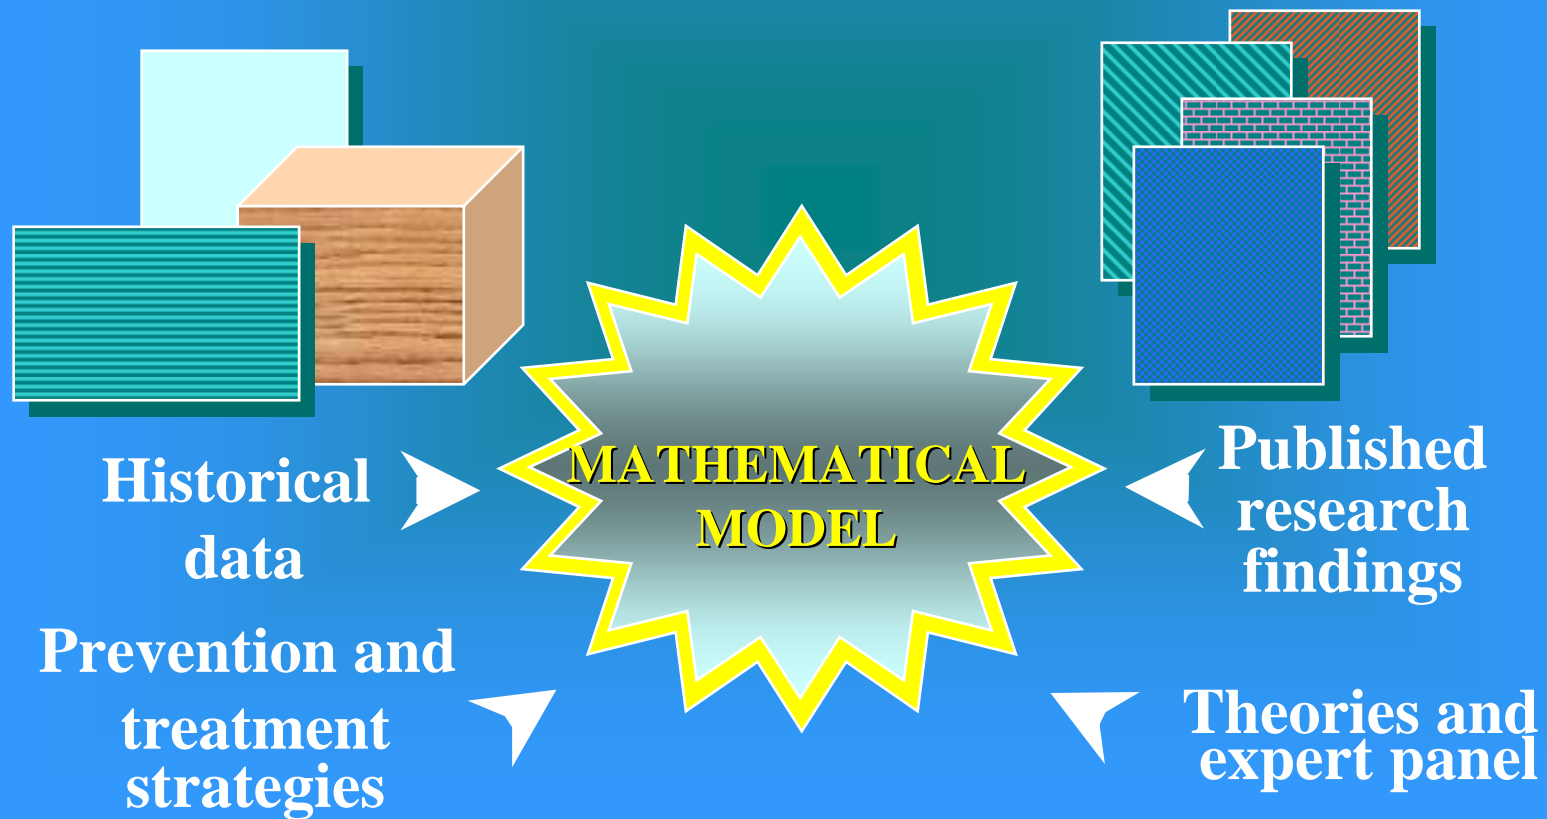 Historical
data
Prevention and
treatment
strategies
MATHEMATICAL
MODEL
Published
research
findings
Theories and
expert panel